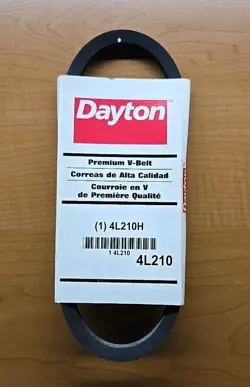 Dayton
Premium V-Belt
Correas de Alta Calidad
Courroie en V
de Première Qualité
(1) 4L210H
1 4L210
4L210